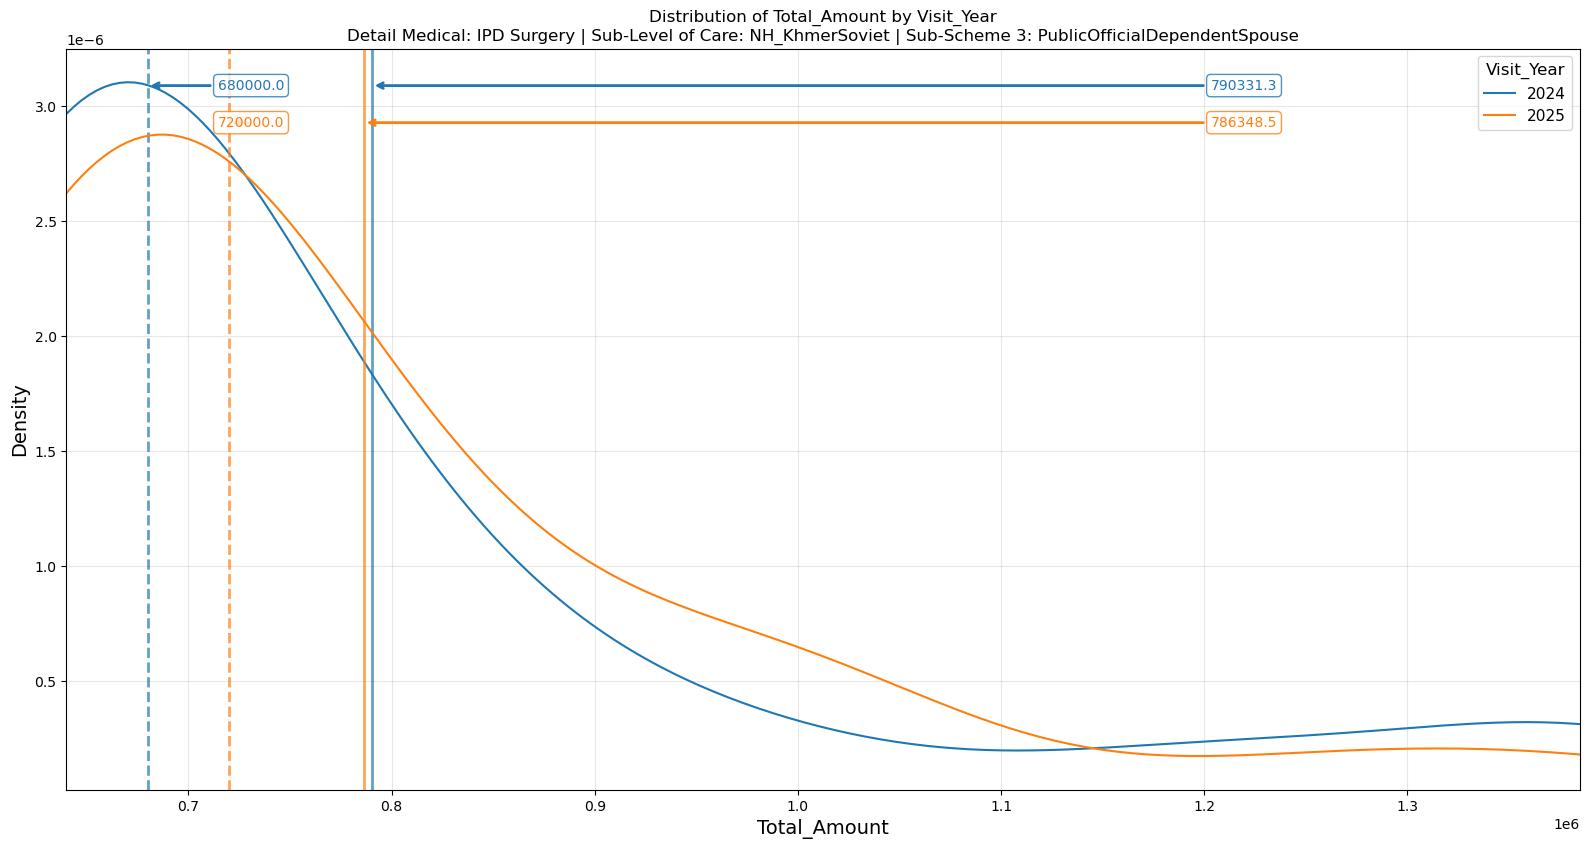 Distribution of Total_Amount by Visit_Year
Detail Medical: IPD Surgery | Sub-Level of Care: NH_KhmerSoviet | Sub-Scheme 3: PublicOfficialDependentSpouse
1e−6
680000.0
790331.3
720000.0
786348.5
Visit_Year
2024
2025
3.0
2.5
2.0
1.5
1.0
0.5
Density
0.7 0.8 0.9 1.0 1.1 1.2 1.3
1e6
Total_Amount